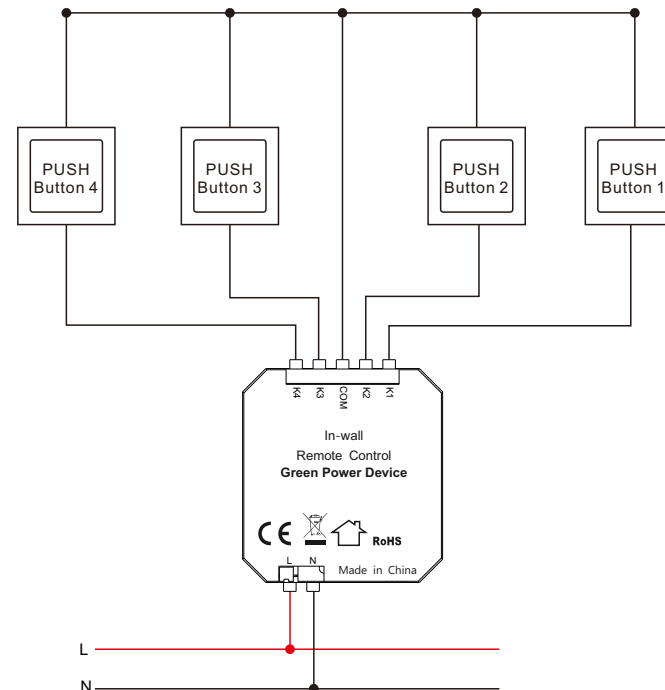 PUSH
Button 4
PUSH
Button 3
PUSH
Button 2
PUSH
Button 1
K4
K3
COM
K2
K1
In-wall
Remote Control
Green Power Device
CE
RoHS
L
N
Made in China
L
N